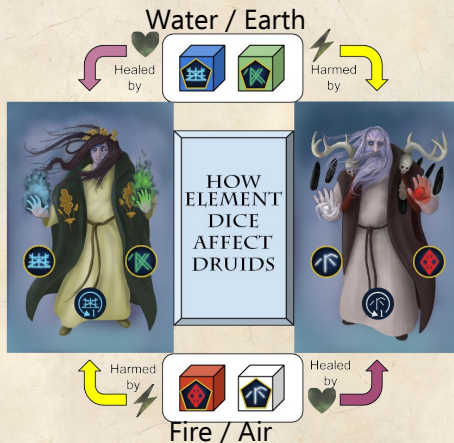 Water / Earth
Healed
by
Harmed
by
HOW
ELEMENT
DICE
AFFECT
DRUIDS
Harmed
by
Healed
by
Fire / Air